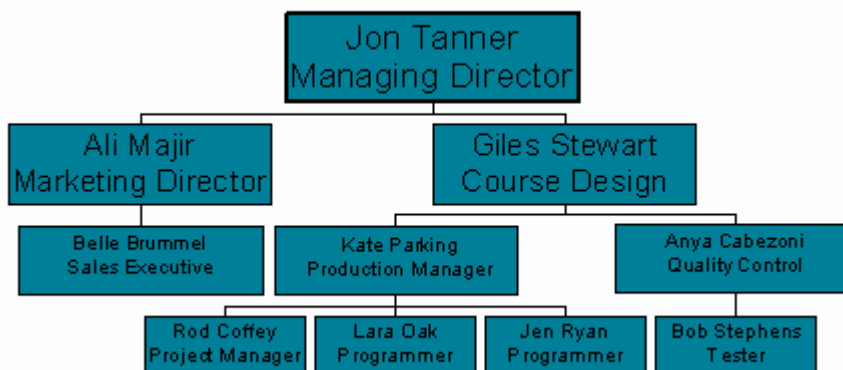 Jon Tanner
Managing Director
Ali Majir
Marketing Director
Giles Stewart
Course Design
Belle Brummel
Sales Executive
Kate Parking
Production Manager
Anya Cabezoni
Quality Control
Rod Coffey
Project Manager
Lara Oak
Programmer
Jen Ryan
Programmer
Bob Stephens
Tester